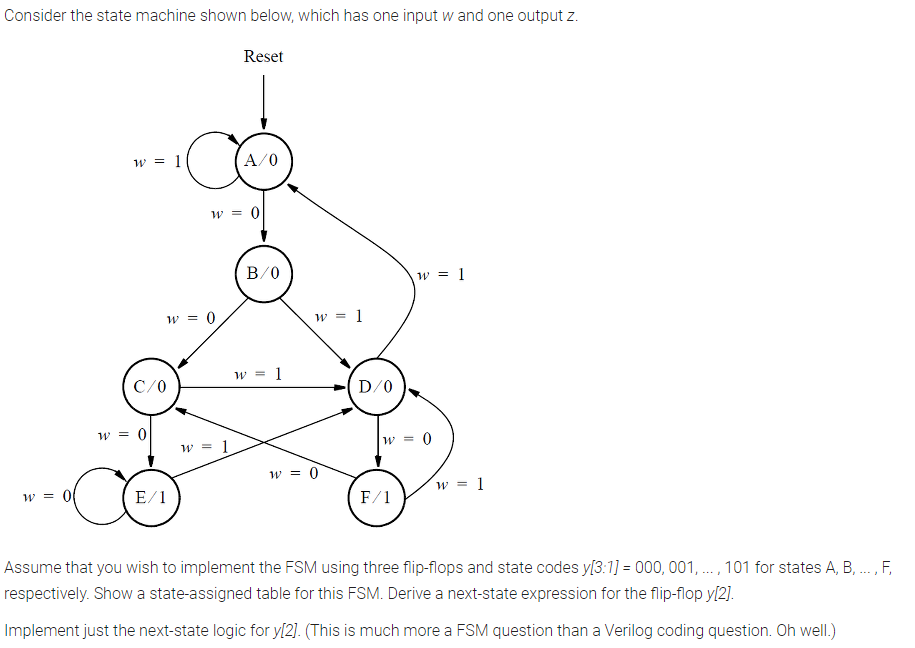 Consider the state machine shown below, which has one input w and one output z.
Reset
w = 1
A/0
w = 0
B/0
w = 1
w = 0
w = 1
w = 1
C/0
D/0
w = 0
w = 1
w = 0
w = 0
w = 1
w = 0
E/1
F/1
Assume that you wish to implement the FSM using three flip-flops and state codes y[3:1] = 000, 001, ... , 101 for states A, B, ... , F,
respectively. Show a state-assigned table for this FSM. Derive a next-state expression for the flip-flop y[2].
Implement just the next-state logic for y[2]. (This is much more a FSM question than a Verilog coding question. Oh well.)